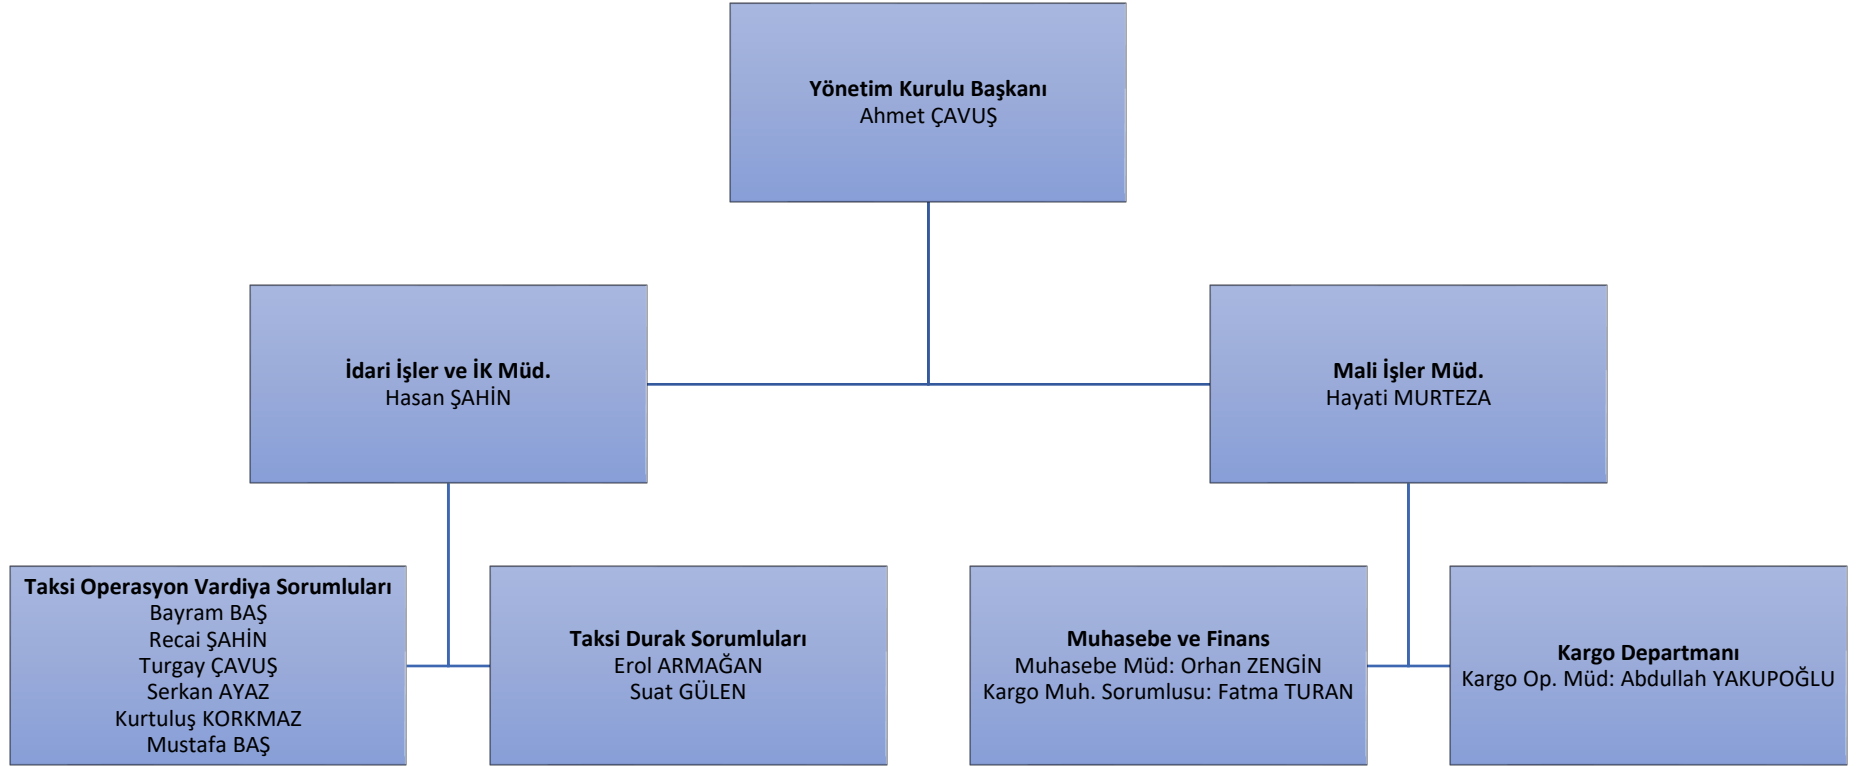 Yönetim Kurulu Başkanı
Ahmet ÇAVUŞ
İdari İşler ve İK Müd.
Hasan ŞAHİN
Mali İşler Müd.
Hayati MURTEZA
Taksi Operasyon Vardiya Sorumluları
Bayram BAŞ
Recai ŞAHİN
Turgay ÇAVUŞ
Serkan AYAZ
Kurtuluş KORKMAZ
Mustafa BAŞ
Taksi Durak Sorumluları
Erol ARMAĞAN
Suat GÜLEN
Muhasebe ve Finans
Muhasebe Müd: Orhan ZENGİN
Kargo Muh. Sorumlusu: Fatma TURAN
Kargo Departmanı
Kargo Op. Müd: Abdullah YAKUPOĞLU